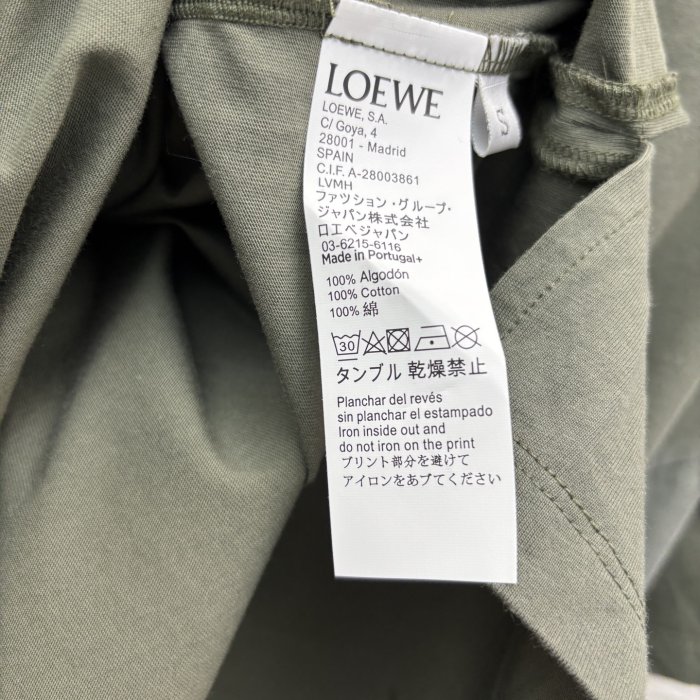 LOEWE
LOEWE, S.A.
C/ Goya, 4
28001 - Madrid
SPAIN
C.I.F. A-28003861
LVMH
ファツション・グループ・
ジャパン株式会社
ロエベジャパン
03-6215-6116
Made in Portugal+
100% Algodón
100% Cotton
100% 綿
30
タンブル 乾燥禁止
Planchar del revés
sin planchar el estampado
Iron inside out and
do not iron on the print
プリント部分を避けて
アイロンをあブてください
S